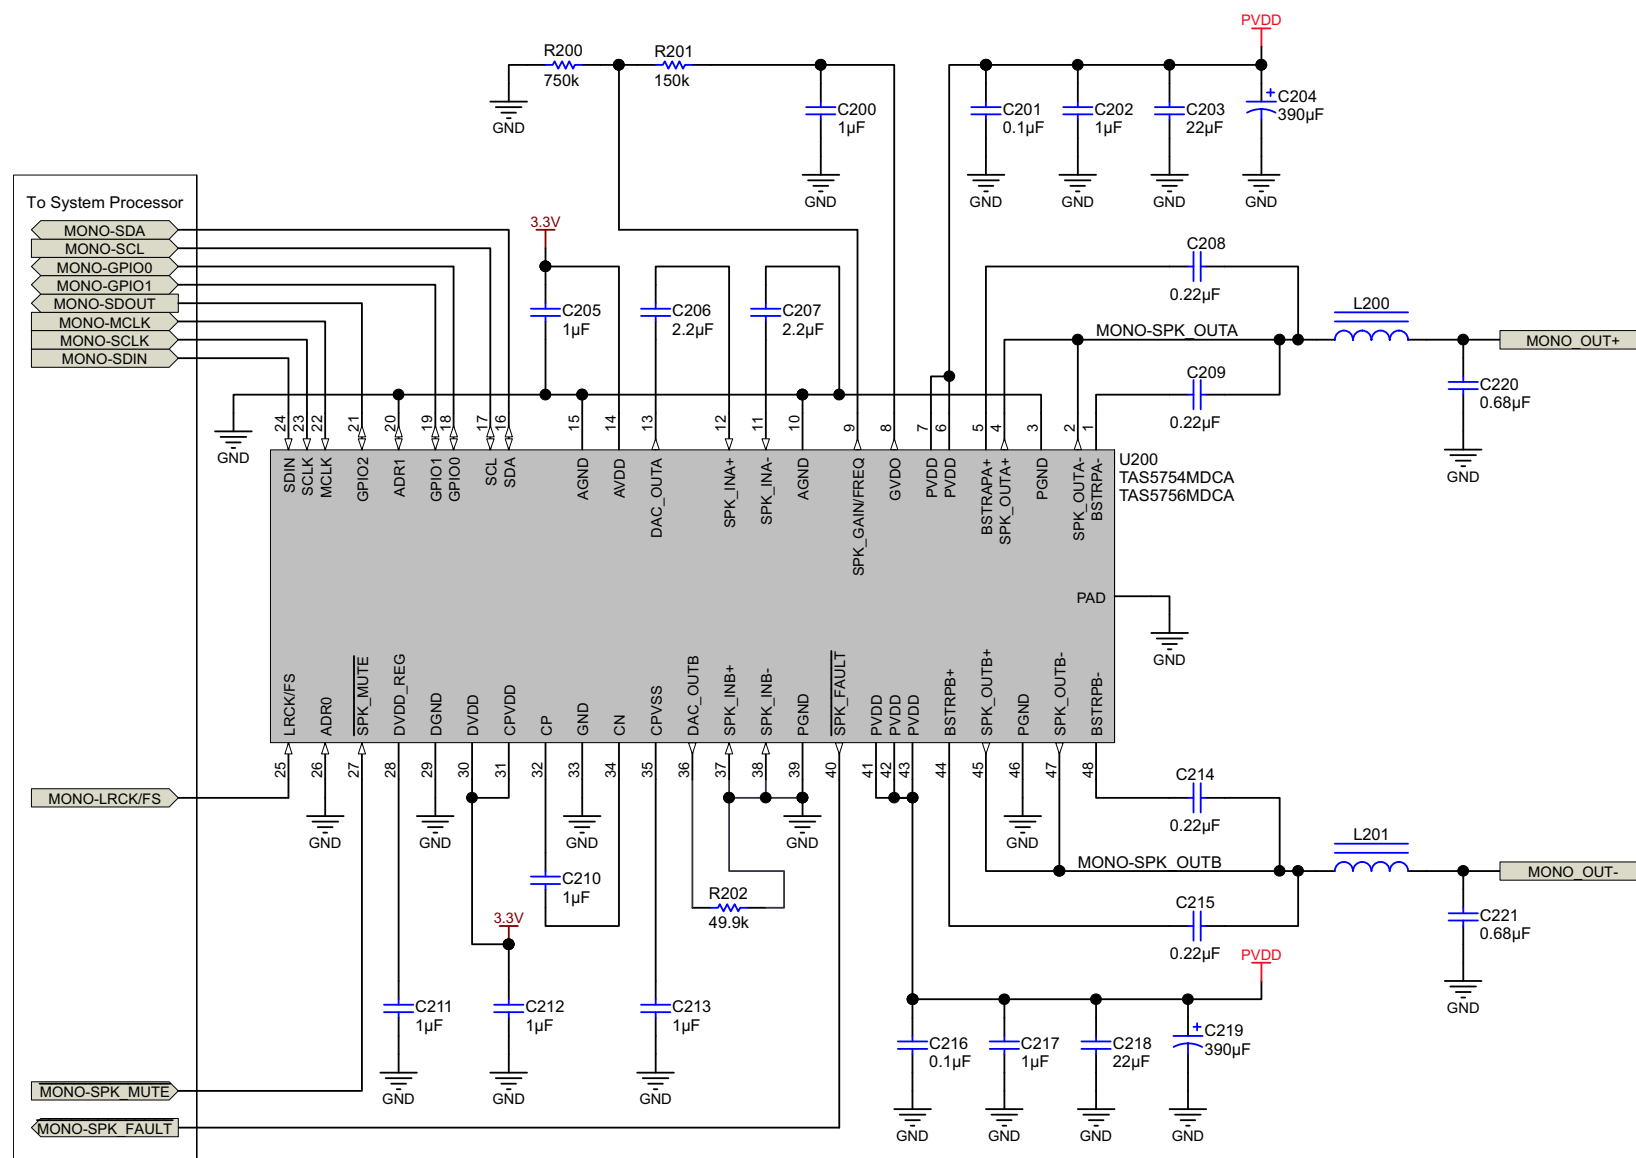 PVDD
R200
750k
R201
150k
GND
C200
1µF
GND
C201
0.1µF
GND
C202
1µF
GND
C203
22µF
GND
C204
390µF
GND
To System Processor
MONO-SDA
MONO-SCL
MONO-GPIO0
MONO-GPIO1
MONO-SDOUT
MONO-MCLK
MONO-SCLK
MONO-SDIN
3.3V
C205
1µF
C206
2.2µF
C207
2.2µF
C208
0.22µF
MONO-SPK_OUTA
L200
MONO_OUT+
C209
0.22µF
C220
0.68µF
GND
GND
24
23
22
21
20
19
18
17
16
15
14
13
12
11
10
9
8
7
6
5
4
3
2
1
SDIN
SCLK
MCLK
GPIO2
ADR1
GPIO1
GPIO0
SCL
SDA
AGND
AVDD
DAC_OUTA
SPK_INA+
SPK_INA-
AGND
SPK_GAIN/FREQ
GVDO
PVDD
PVDD
BSTRAPA+
SPK_OUTA+
PGND
SPK_OUTA-
BSTRPA-
U200
TAS5754MDCA
TAS5756MDCA
PAD
GND
LRCK/FS
ADR0
SPK_MUTE
DVDD_REG
DGND
DVDD
CPVDD
CP
GND
CN
CPVSS
DAC_OUTB
SPK_INB+
SPK_INB-
PGND
SPK_FAULT
PVDD
PVDD
PVDD
BSTRPB+
SPK_OUTB+
PGND
SPK_OUTB-
BSTRPB-
25
26
27
28
29
30
31
32
33
34
35
36
37
38
39
40
41
42
43
44
45
46
47
48
MONO-LRCK/FS
GND
GND
GND
GND
GND
C214
0.22µF
MONO-SPK_OUTB
L201
MONO_OUT-
C210
1µF
R202
49.9k
C215
0.22µF
C221
0.68µF
GND
3.3V
PVDD
C211
1µF
GND
C212
1µF
GND
C213
1µF
GND
C216
0.1µF
GND
C217
1µF
GND
C218
22µF
GND
C219
390µF
GND
MONO-SPK_MUTE
MONO-SPK_FAULT